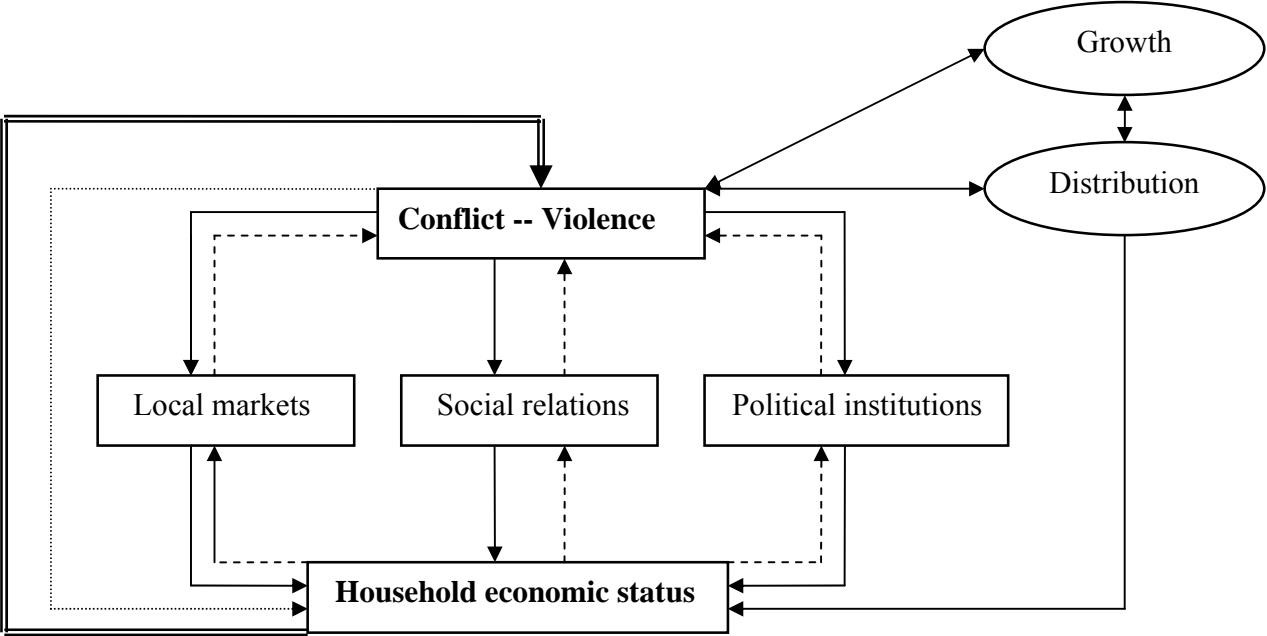 Growth
Distribution
Conflict -- Violence
Local markets
Social relations
Political institutions
Household economic status